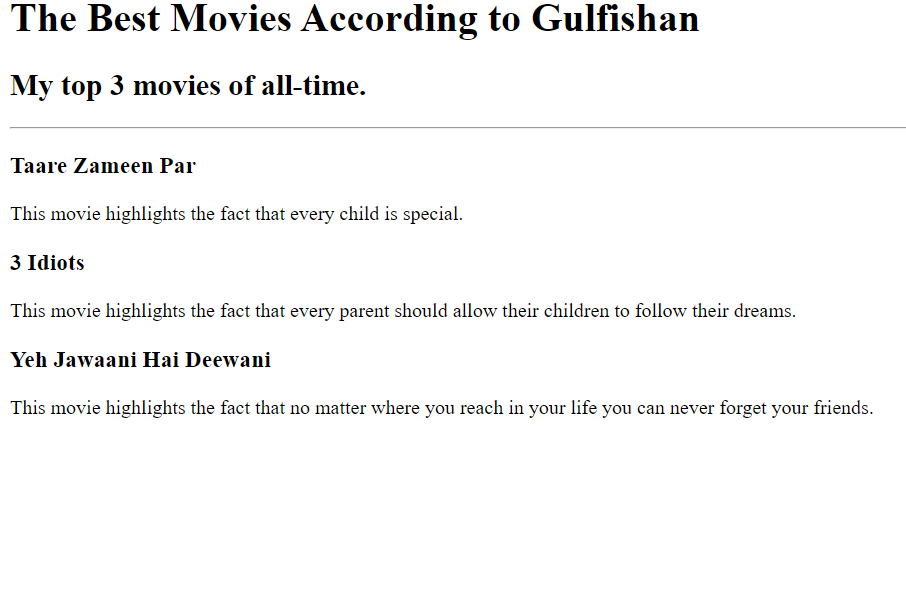 The Best Movies According to Gulfishan
My top 3 movies of all-time.
Taare Zameen Par
This movie highlights the fact that every child is special.
3 Idiots
This movie highlights the fact that every parent should allow their children to follow their dreams.
Yeh Jawaani Hai Deewani
This movie highlights the fact that no matter where you reach in your life you can never forget your friends.